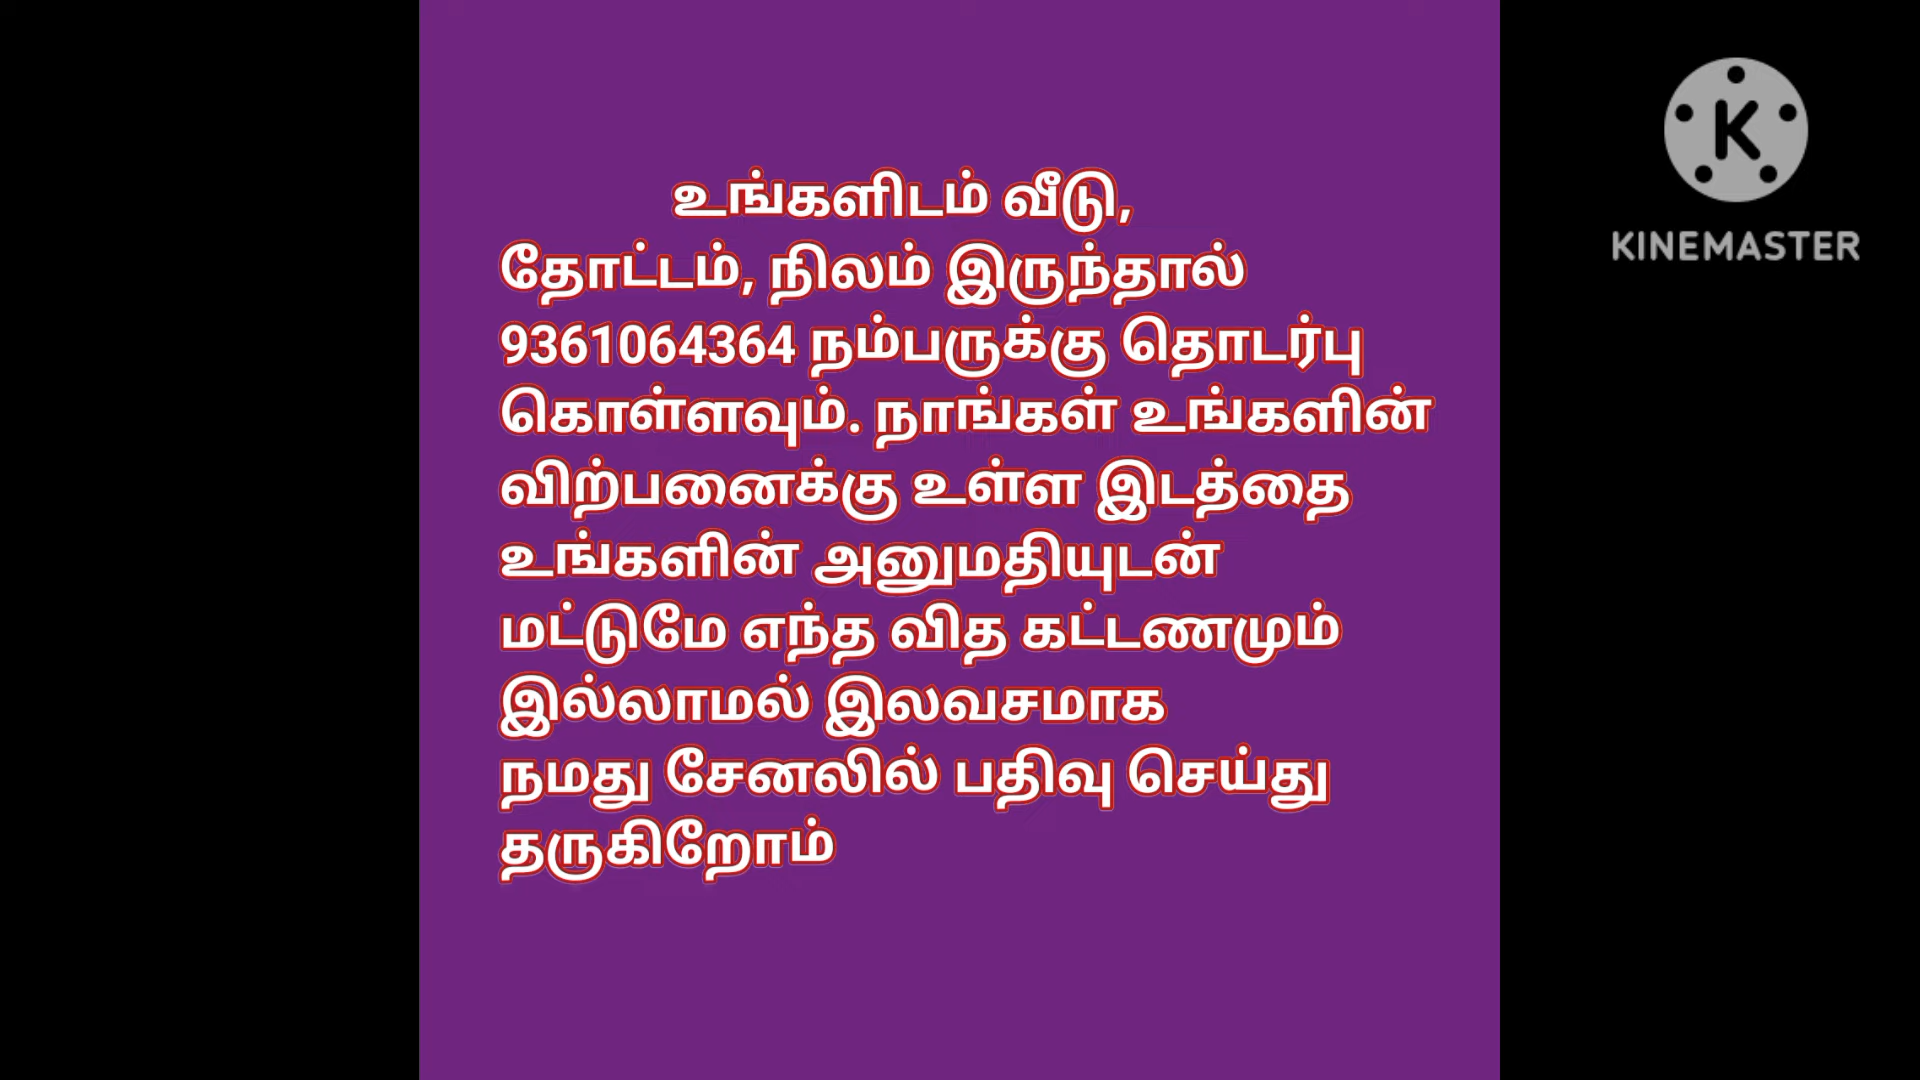 உங்களிடம் வீடு,
தோட்டம், நிலம் இருந்தால்
9361064364 நம்பருக்கு தொடர்பு
கொள்ளவும். நாங்கள் உங்களின்
விற்பனைக்கு உள்ள இடத்தை
உங்களின் அனுமதியுடன்
மட்டுமே எந்த வித கட்டணமும்
இல்லாமல் இலவசமாக
நமது சேனலில் பதிவு செய்து
தருகிறோம்
K
KINEMASTER